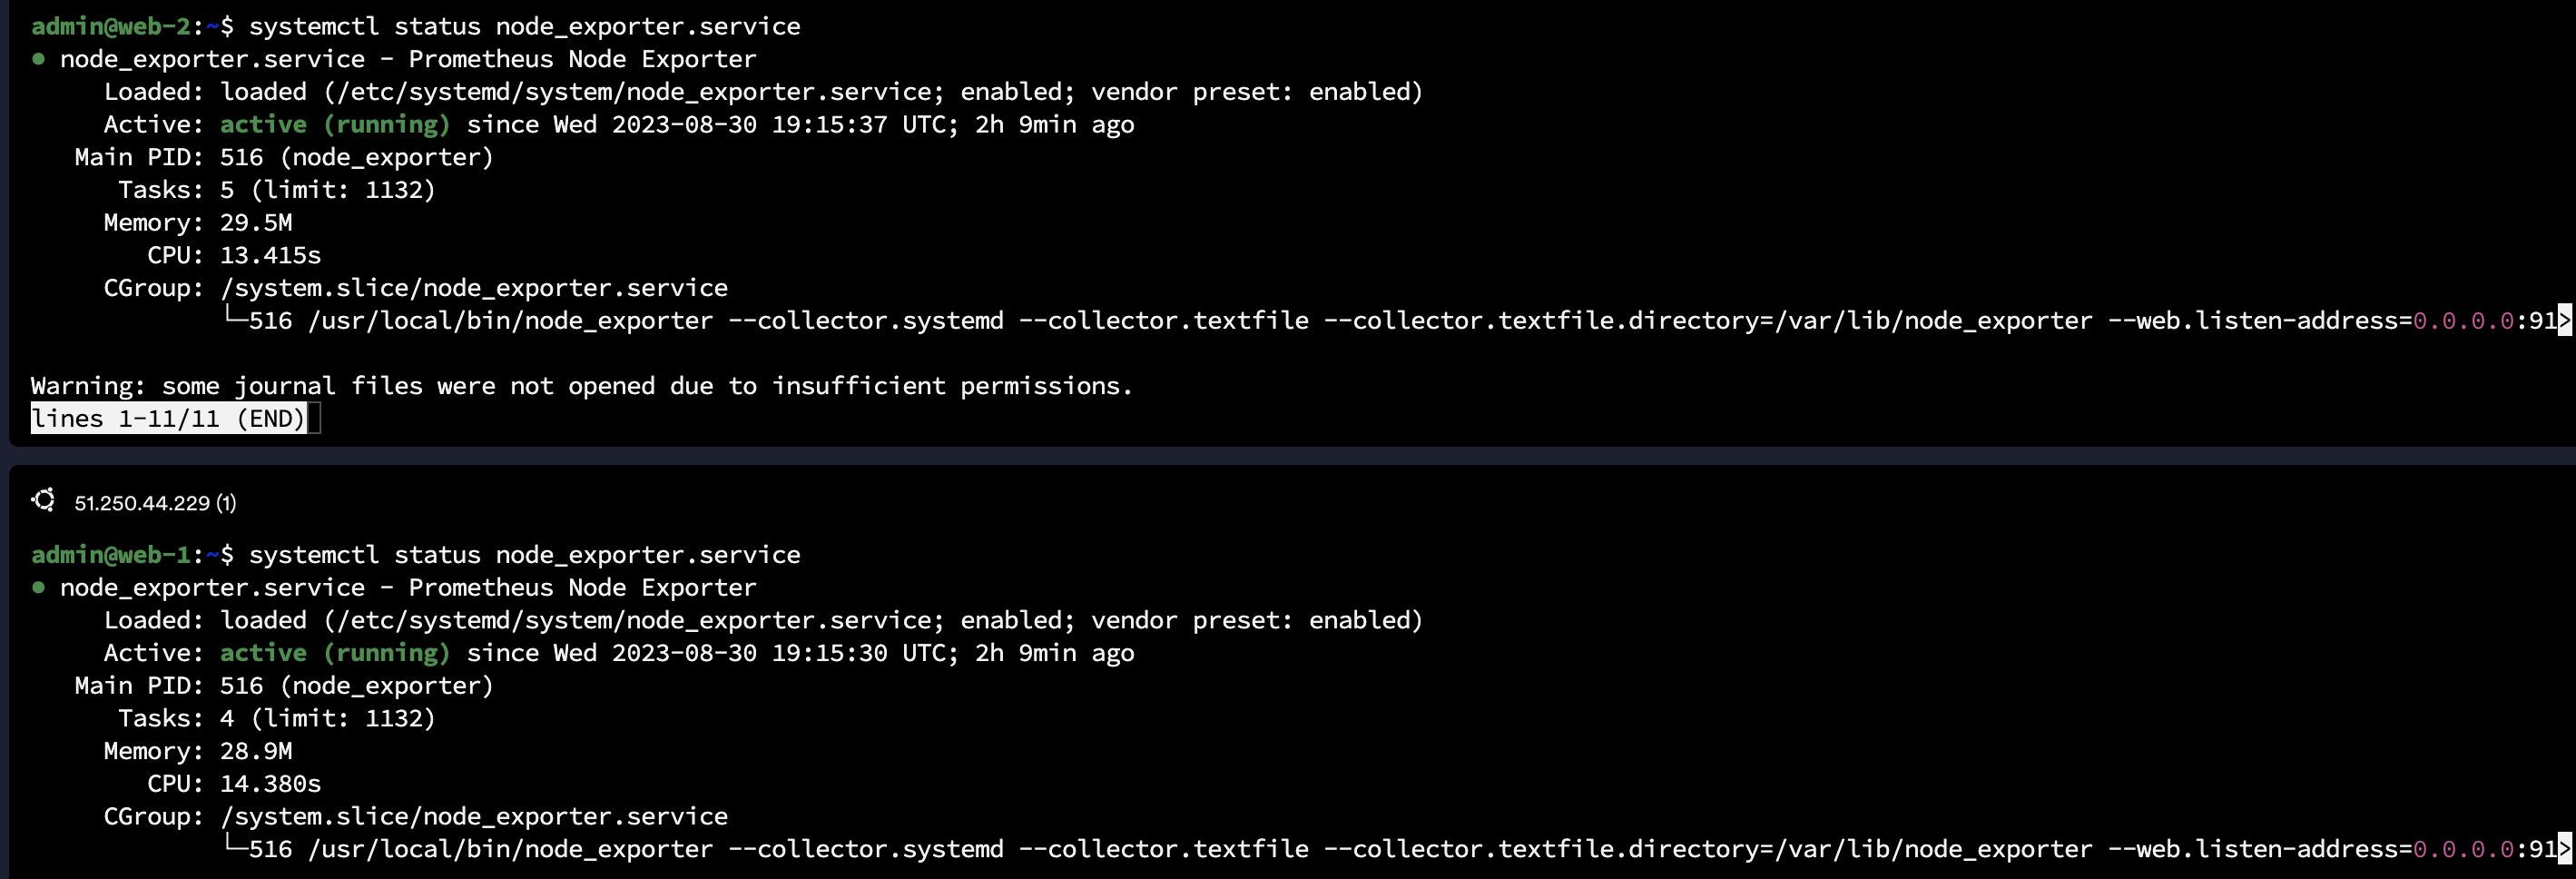 admin@web-2:~$ systemctl status node_exporter.service
● node_exporter.service - Prometheus Node Exporter
     Loaded: loaded (/etc/systemd/system/node_exporter.service; enabled; vendor preset: enabled)
     Active: active (running) since Wed 2023-08-30 19:15:37 UTC; 2h 9min ago
   Main PID: 516 (node_exporter)
      Tasks: 5 (limit: 1132)
     Memory: 29.5M
        CPU: 13.415s
     CGroup: /system.slice/node_exporter.service
             └─516 /usr/local/bin/node_exporter --collector.systemd --collector.textfile --collector.textfile.directory=/var/lib/node_exporter --web.listen-address=0.0.0.0:91>
Warning: some journal files were not opened due to insufficient permissions.
lines 1-11/11 (END)
51.250.44.229 (1)
admin@web-1:~$ systemctl status node_exporter.service
● node_exporter.service - Prometheus Node Exporter
     Loaded: loaded (/etc/systemd/system/node_exporter.service; enabled; vendor preset: enabled)
     Active: active (running) since Wed 2023-08-30 19:15:30 UTC; 2h 9min ago
   Main PID: 516 (node_exporter)
      Tasks: 4 (limit: 1132)
     Memory: 28.9M
        CPU: 14.380s
     CGroup: /system.slice/node_exporter.service
             └─516 /usr/local/bin/node_exporter --collector.systemd --collector.textfile --collector.textfile.directory=/var/lib/node_exporter --web.listen-address=0.0.0.0:91>